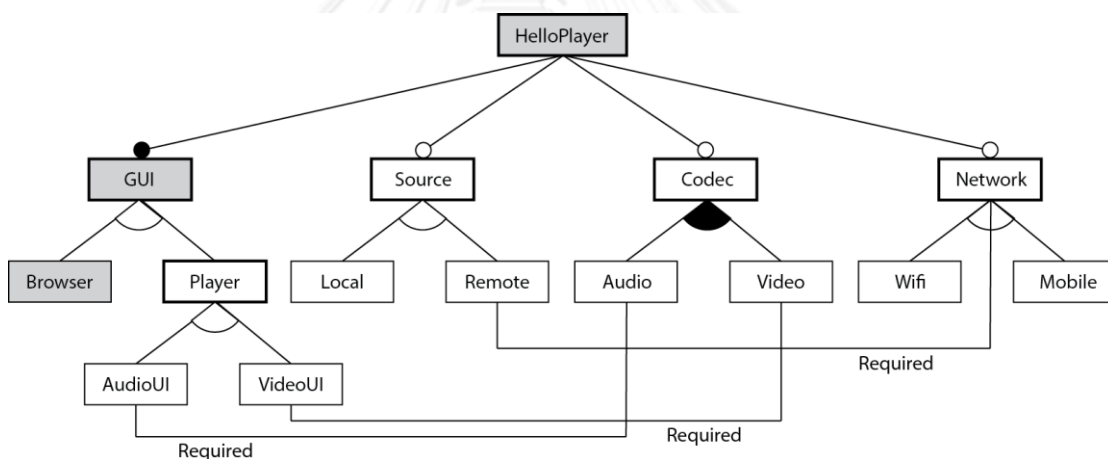 HelloPlayer
GUI
Source
Codec
Network
Browser
Player
Local
Remote
Audio
Video
Wifi
Mobile
Required
AudioUI
VideoUI
Required
Required